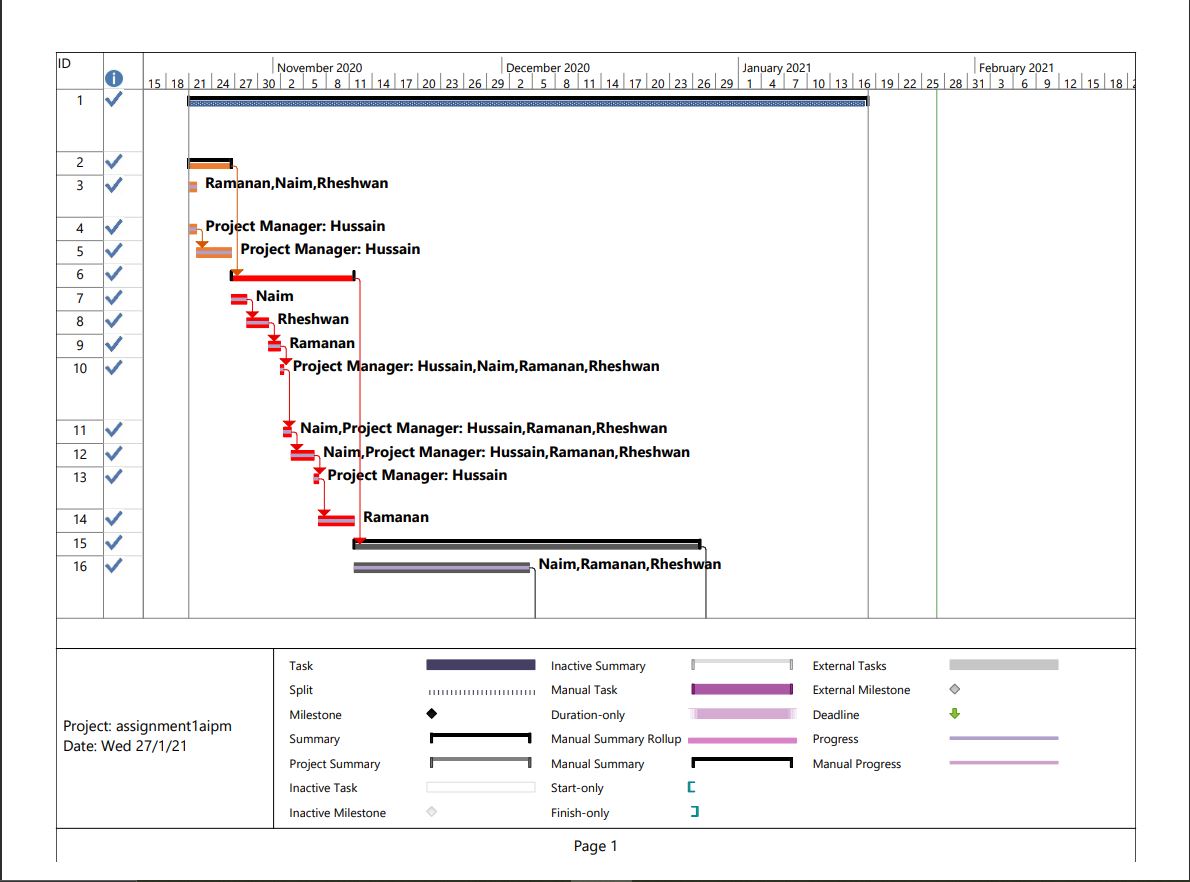 ID
i
November 2020 December 2020 January 2021 February 2021
15 18 21 24 27 30 2 5 8 11 14 17 20 23 26 29 2 5 8 11 14 17 20 23 26 29 1 4 7 10 13 16 19 22 25 28 31 3 6 9 12 15 18
1
2
3 Ramanan,Naim,Rheshwan
4 Project Manager: Hussain
5 Project Manager: Hussain
6
7 Naim
8 Rheshwan
9 Ramanan
10 Project Manager: Hussain,Naim,Ramanan,Rheshwan
11 Naim,Project Manager: Hussain,Ramanan,Rheshwan
12 Naim,Project Manager: Hussain,Ramanan,Rheshwan
13 Project Manager: Hussain
14 Ramanan
15
16 Naim,Ramanan,Rheshwan
Project: assignment1aipm
Date: Wed 27/1/21
Task Inactive Summary External Tasks
Split Manual Task External Milestone
Milestone Duration-only Deadline
Summary Manual Summary Rollup Progress
Project Summary Manual Summary Manual Progress
Inactive Task Start-only
Inactive Milestone Finish-only
Page 1